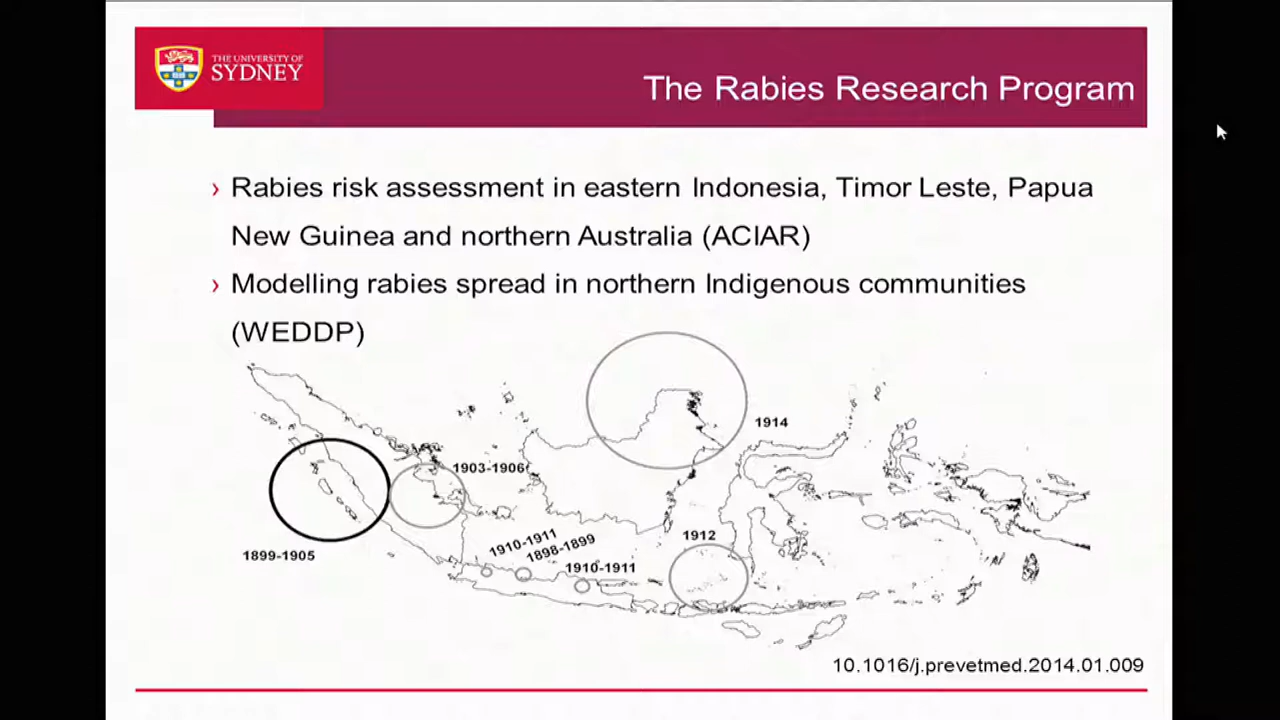 THE UNIVERSITY OF
SYDNEY
The Rabies Research Program
› Rabies risk assessment in eastern Indonesia, Timor Leste, Papua
New Guinea and northern Australia (ACIAR)
› Modelling rabies spread in northern Indigenous communities
(WEDDP)
1914
1903-1906
1899-1905
1910-1911
1898-1899
1910-1911
1912
10.1016/j.prevetmed.2014.01.009